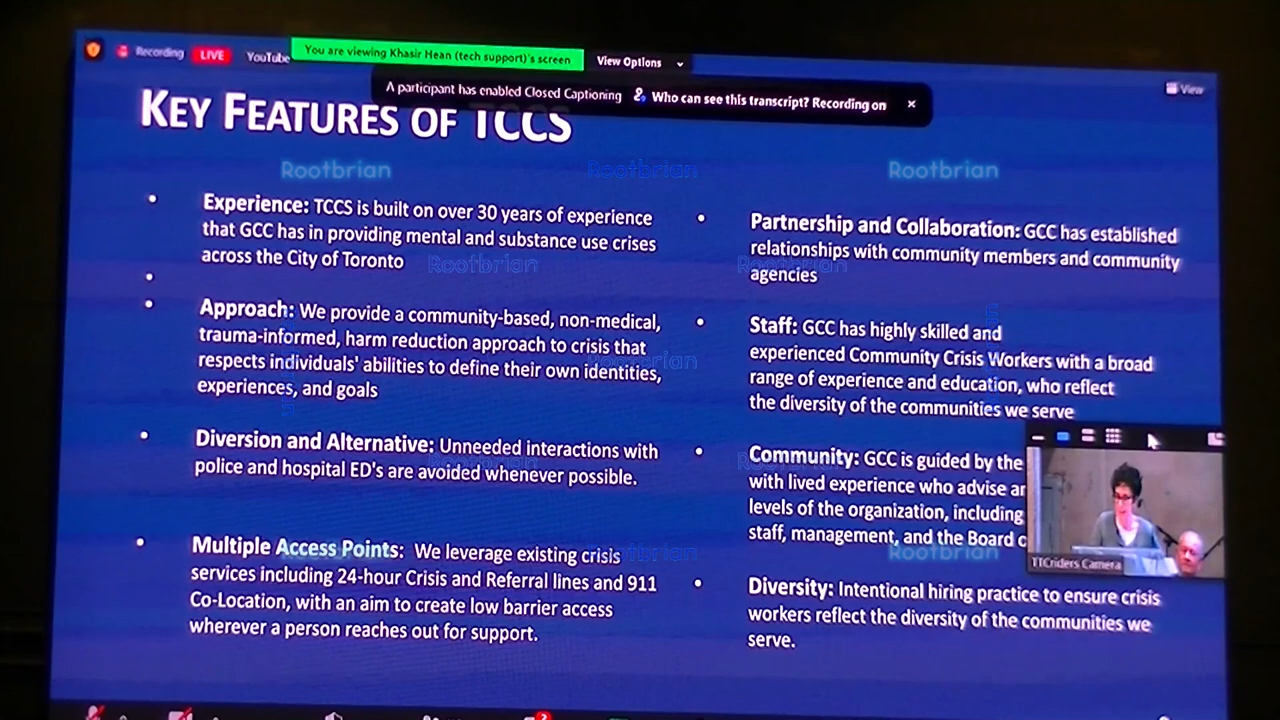 Recording
LIVE
YouTube
You are viewing Khasir Hean (tech support)'s screen
View Options
A participant has enabled Closed Captioning
Who can see this transcript? Recording on
View
KEY FEATURES OF TCCS
Rootbrian Rootbrian Rootbrian
• Experience: TCCS is built on over 30 years of experience
that GCC has in providing mental and substance use crises
across the City of Toronto
•
• Approach: We provide a community-based, non-medical,
trauma-informed, harm reduction approach to crisis that
respects individuals' abilities to define their own identities,
experiences, and goals
• Diversion and Alternative: Unneeded interactions with
police and hospital ED's are avoided whenever possible.
• Multiple Access Points: We leverage existing crisis
services including 24-hour Crisis and Referral lines and 911
Co-Location, with an aim to create low barrier access
wherever a person reaches out for support.
• Partnership and Collaboration: GCC has established
relationships with community members and community
agencies
• Staff: GCC has highly skilled and
experienced Community Crisis Workers with a broad
range of experience and education, who reflect
the diversity of the communities we serve
• Community: GCC is guided by the
with lived experience who advise
levels of the organization, including
staff, management, and the Board
• Diversity: Intentional hiring practice to ensure crisis
workers reflect the diversity of the communities we
serve.
Rootbrian Rootbrian
Rootbrian
Rootbrian
TTCriders Camera
2